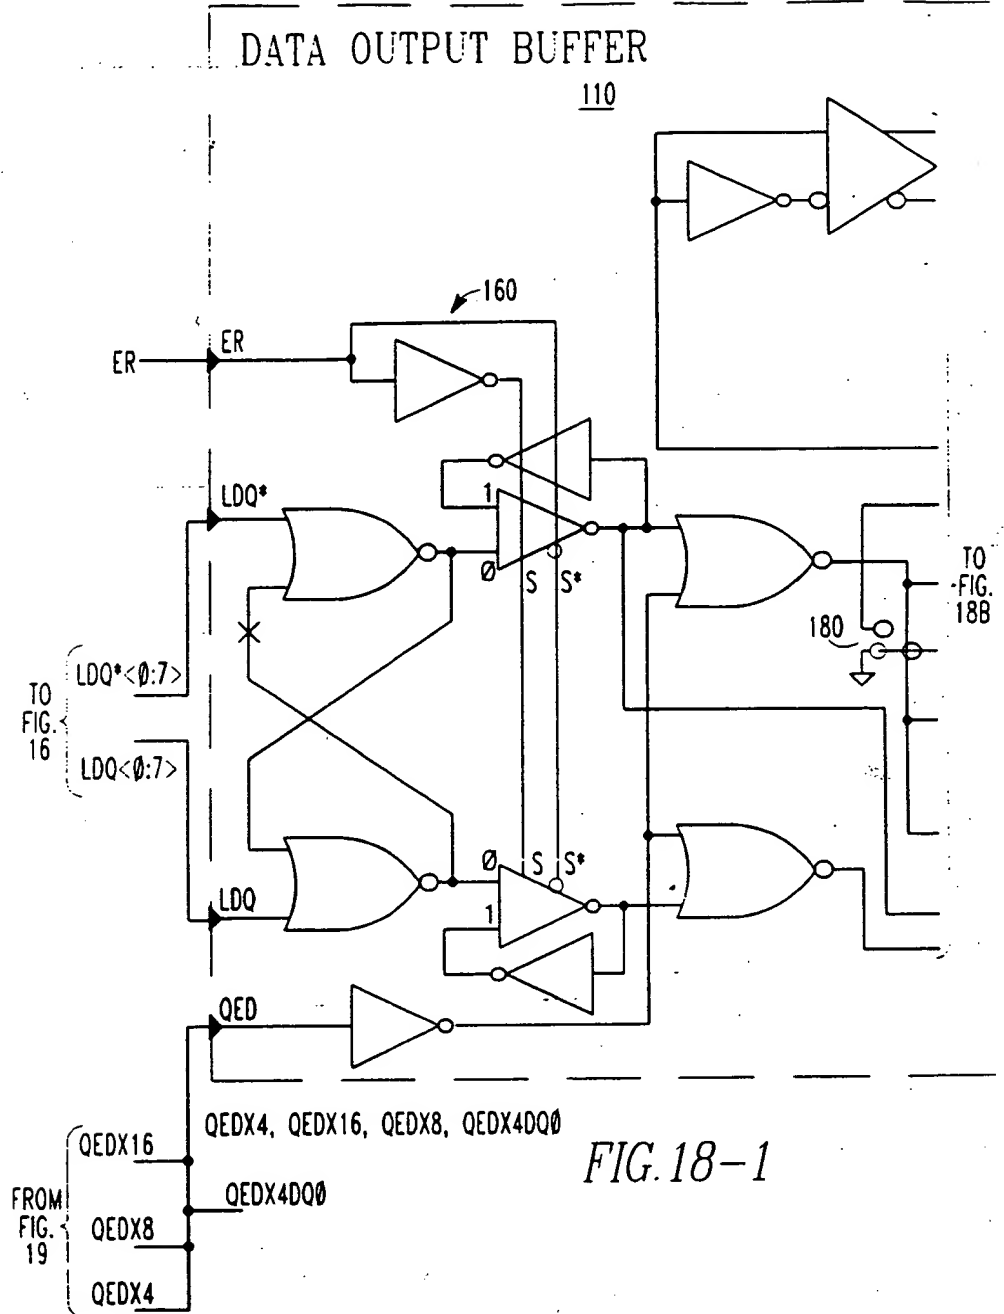 DATA OUTPUT BUFFER
110
160
ER
ER
LDQ*
1
Ø
S
S*
TO
FIG.
18B
180
LDQ*<Ø:7>
TO
FIG.
16
LDQ<Ø:7>
Ø
S
S*
LDQ
1
QED
QEDX4, QEDX16, QEDX8, QEDX4DQØ
FIG. 18-1
QEDX16
QEDX4DQØ
FROM
FIG.
19
QEDX8
QEDX4